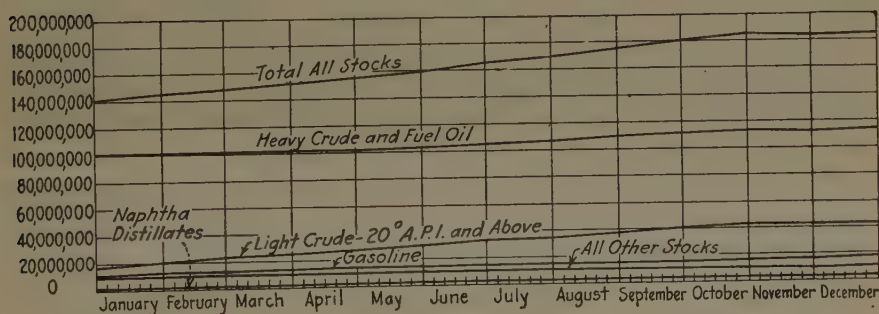 200,000,000
180,000,000
160,000,000
140,000,000
120,000,000
100,000,000
80,000,000
60,000,000
40,000,000
20,000,000
0
Total All Stocks
Heavy Crude and Fuel Oil
Naphtha
Distillates
Light Crude-20° A.P.I. and Above
Gasoline
All Other Stocks
January February March April May June July August September October November December